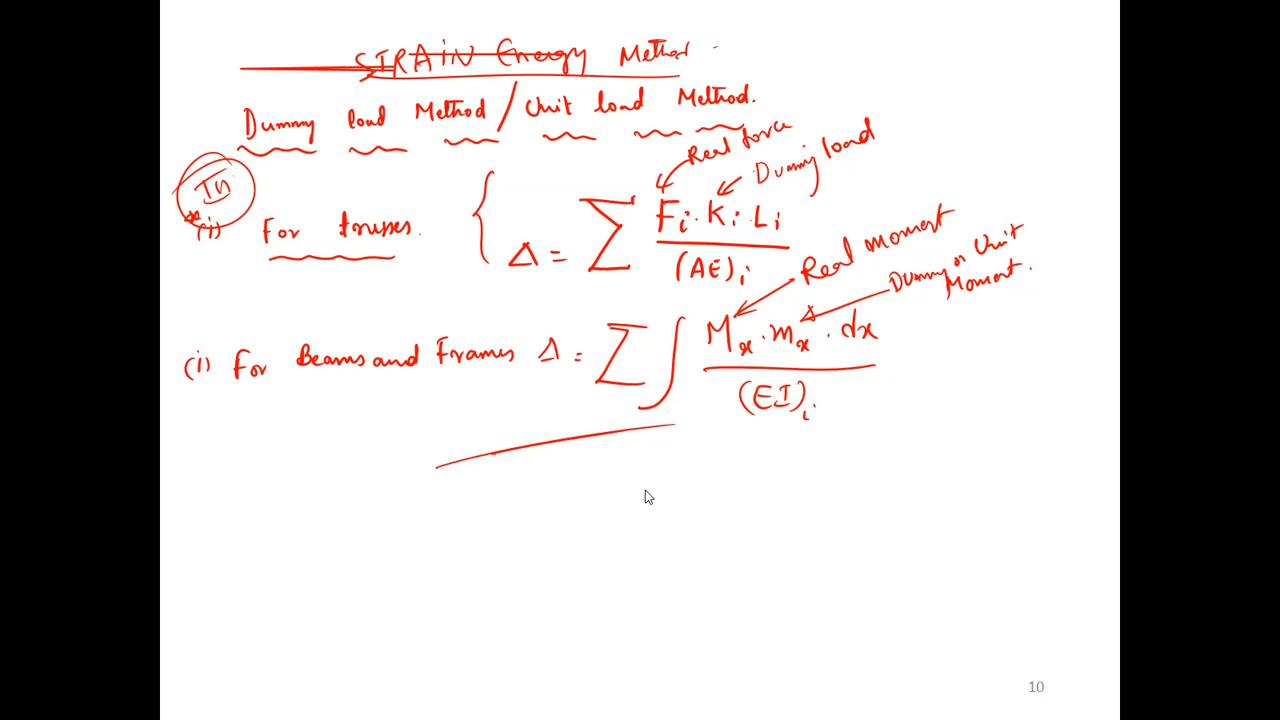 STRAIN Energy Method
Dummy load Method / Unit load Method.
Real force
Dummy load
In
(i) For trusses. Δ = Σ Fi . Ki . Li / (AE)i
Real moment
Dummy or Unit Moment.
(i) For Beams and Frames Δ = Σ ∫ Mx . mx . dx / (EI)i
10